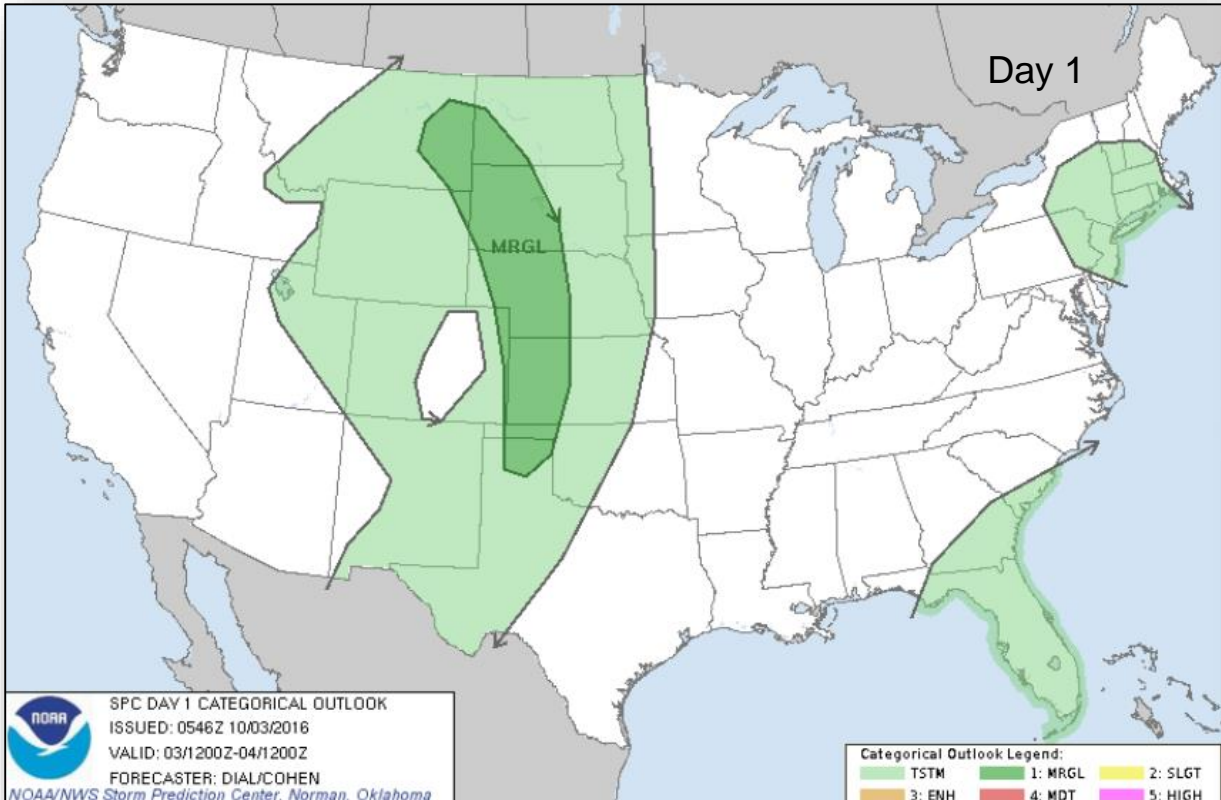 Day 1
MRGL
NOAA
SPC DAY 1 CATEGORICAL OUTLOOK
ISSUED: 0546Z 10/03/2016
VALID: 03/1200Z-04/1200Z
FORECASTER: DIAL/COHEN
NOAA/NWS Storm Prediction Center, Norman, Oklahoma
Categorical Outlook Legend:
TSTM 1: MRGL 2: SLGT
3: ENH 4: MDT 5: HIGH